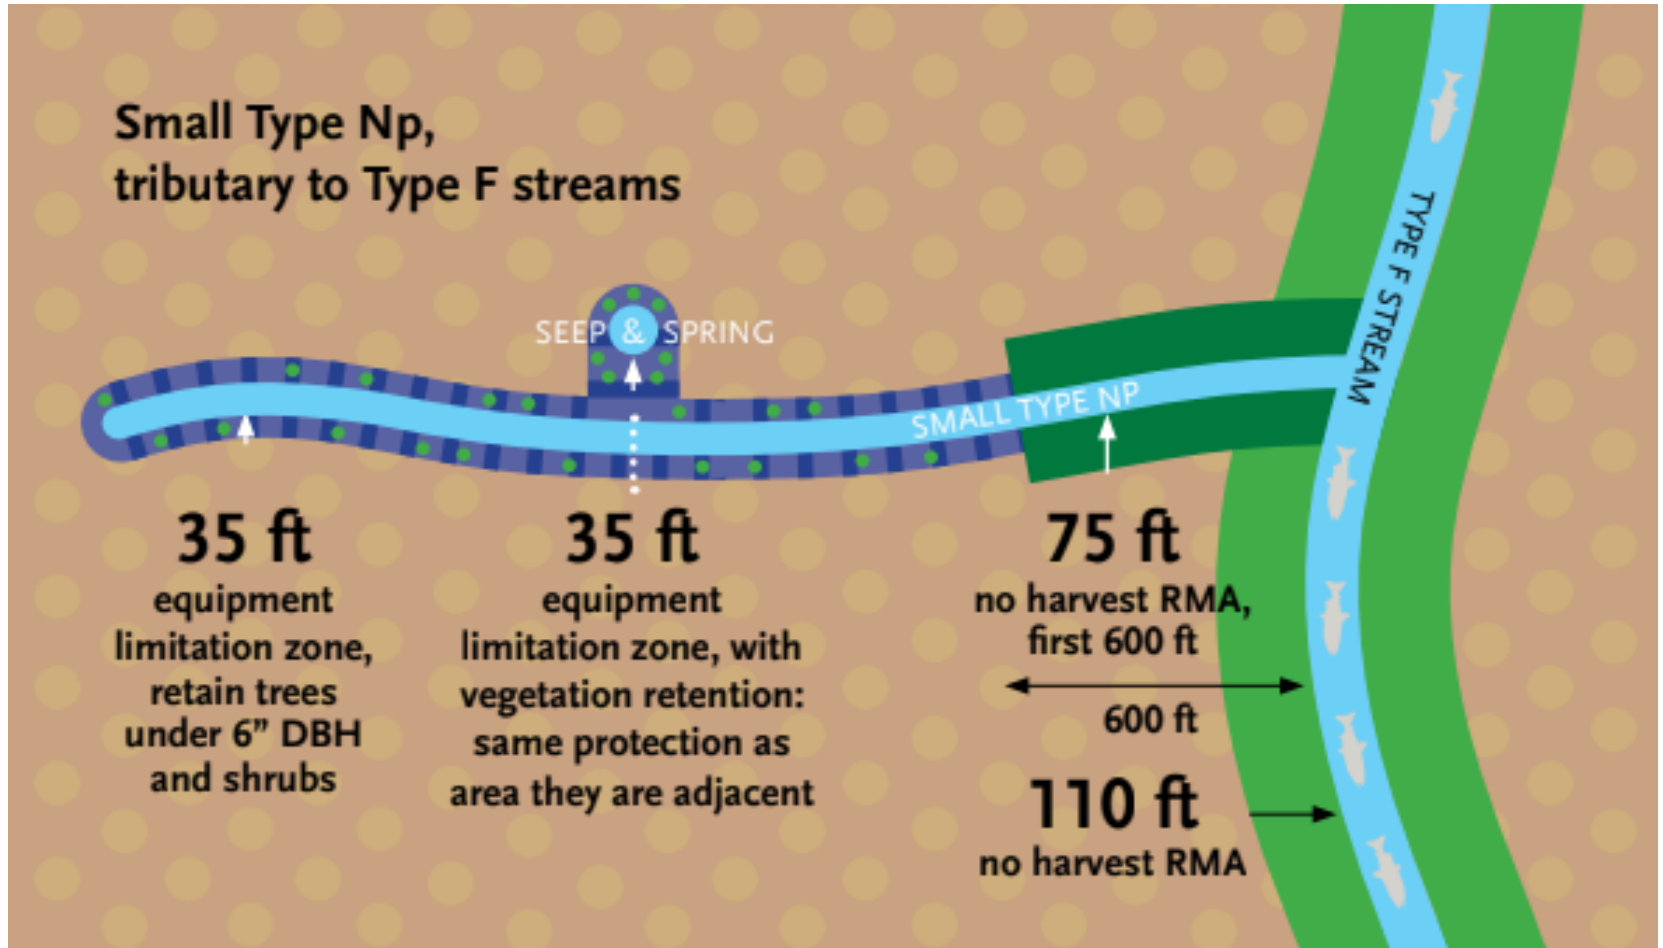 Small Type Np,
tributary to Type F streams
TYPE F STREAM
SEEP & SPRING
SMALL TYPE NP
35 ft
equipment
limitation zone,
retain trees
under 6” DBH
and shrubs
35 ft
equipment
limitation zone, with
vegetation retention:
same protection as
area they are adjacent
75 ft
no harvest RMA,
first 600 ft
600 ft
110 ft
no harvest RMA